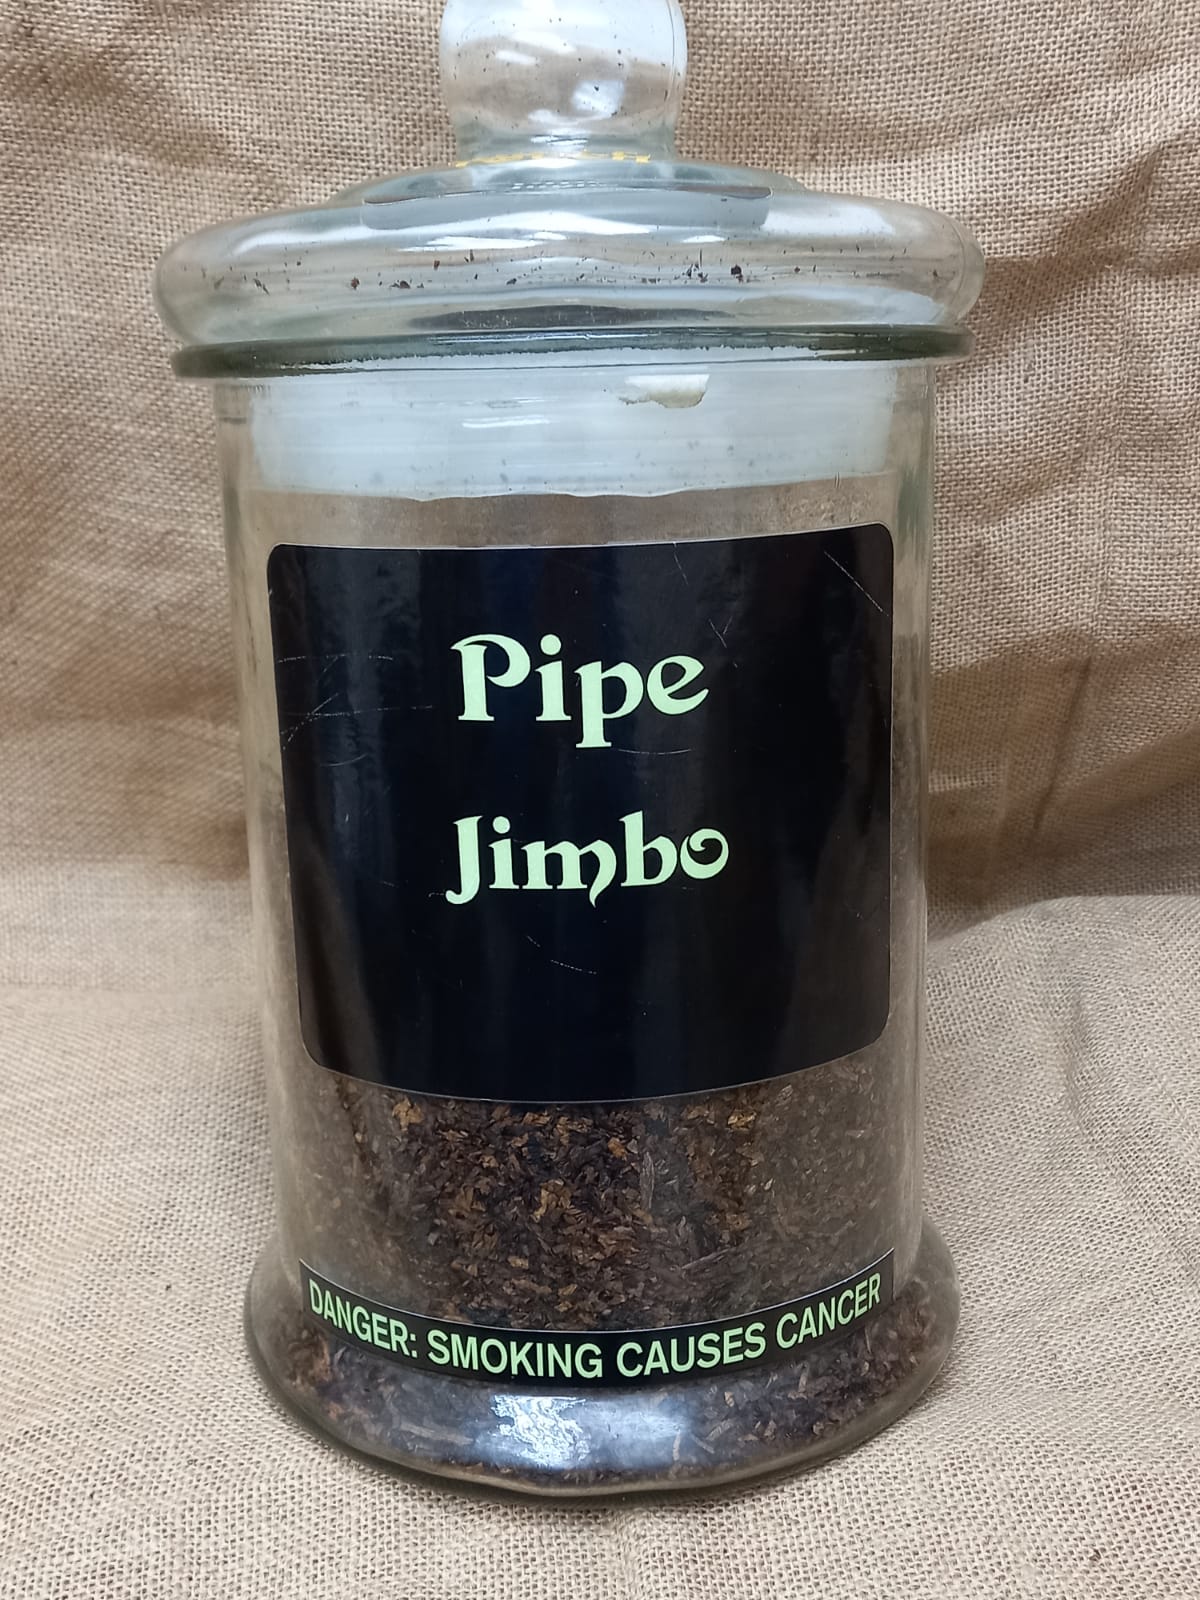 Pipe
Jimbo
DANGER: SMOKING CAUSES CANCER